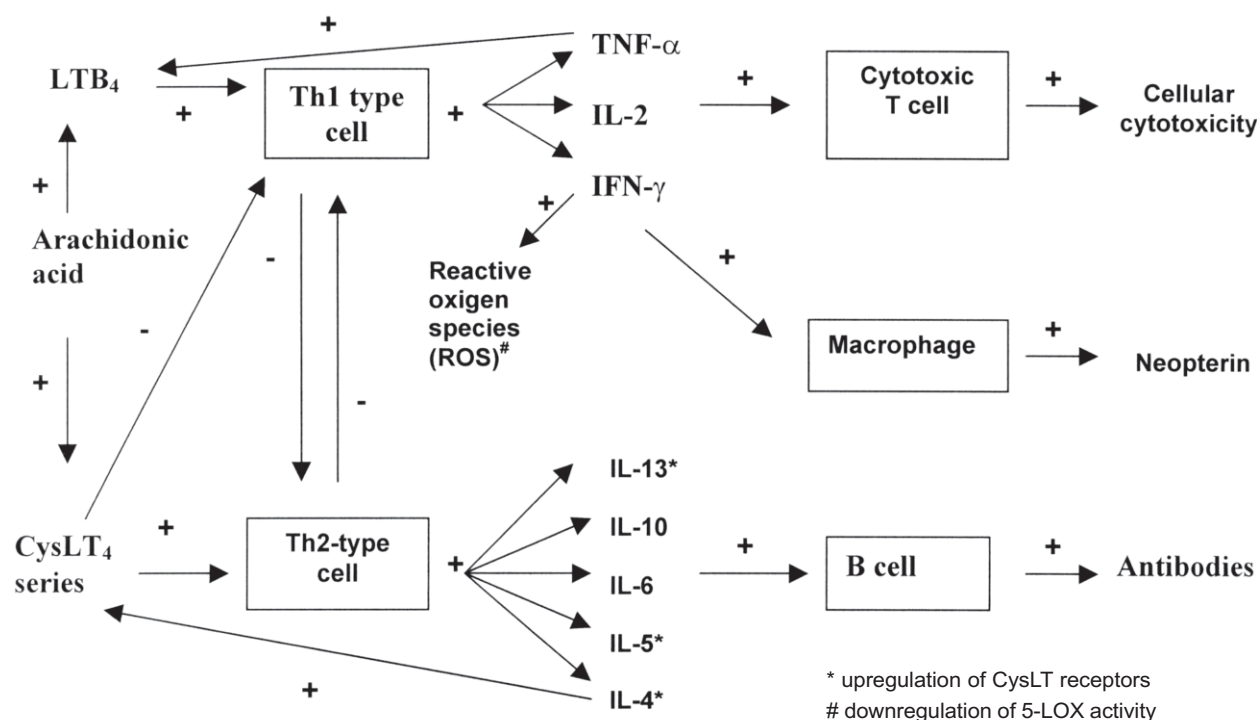 +
TNF-α
LTB₄
+
Th1 type
cell
+
IL-2
+
Cytotoxic
T cell
+
Cellular
cytotoxicity
IFN-γ
+
+
Arachidonic
acid
-
-
-
Reactive
oxigen
species
(ROS)#
+
Macrophage
+
Neopterin
+
IL-13*
CysLT₄
series
+
Th2-type
cell
+
IL-10
IL-6
IL-5*
IL-4*
+
B cell
+
Antibodies
+
* upregulation of CysLT receptors
# downregulation of 5-LOX activity